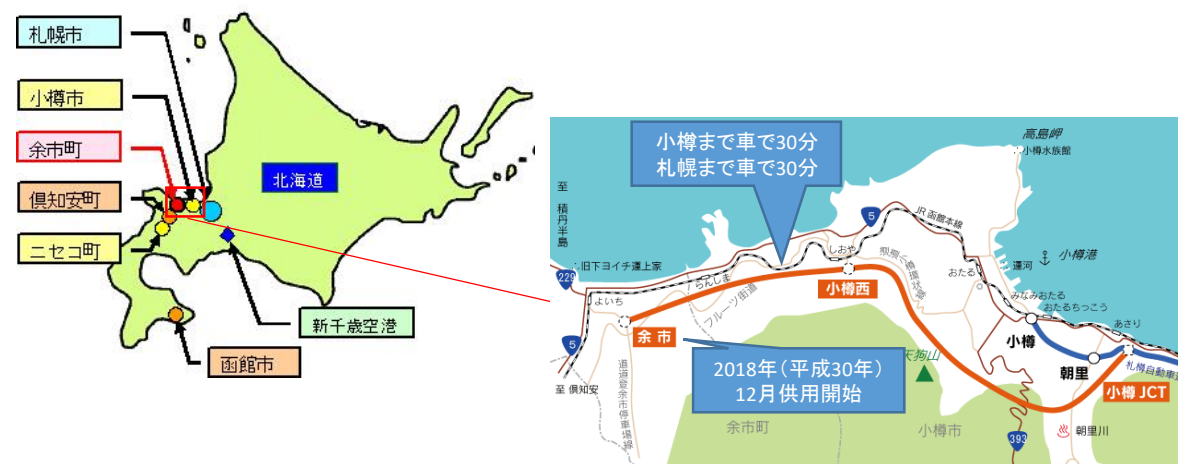 札幌市
小樽市
余市町
倶知安町
ニセコ町
北海道
新千歳空港
函館市
小樽まで車で30分
札幌まで車で30分
高島岬
小樽水族館
至 積丹半島
5
JR函館本線
229
旧下ヨイチ運上家
よいち
らんしま
フルーツ街道
しおや
小樽西
おたる
運河
小樽港
みなみおたる
おたるちっこう
あさり
余市
小樽
朝里
札樽自動車道
小樽JCT
5
至 倶知安
2018年(平成30年)
12月供用開始
天狗山
余市町
小樽市
393
朝里川